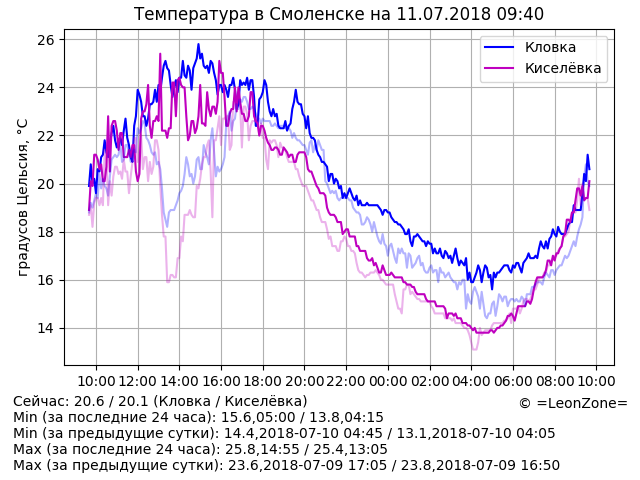 Температура в Смоленске на 11.07.2018 09:40
Кловка
Киселёвка
градусов Цельсия, °C
26
24
22
20
18
16
14
10:00 12:00 14:00 16:00 18:00 20:00 22:00 00:00 02:00 04:00 06:00 08:00 10:00
Сейчас: 20.6 / 20.1 (Кловка / Киселёвка)
© =LeonZone=
Min (за последние 24 часа): 15.6,05:00 / 13.8,04:15
Min (за предыдущие сутки): 14.4,2018-07-10 04:45 / 13.1,2018-07-10 04:05
Max (за последние 24 часа): 25.8,14:55 / 25.4,13:05
Max (за предыдущие сутки): 23.6,2018-07-09 17:05 / 23.8,2018-07-09 16:50